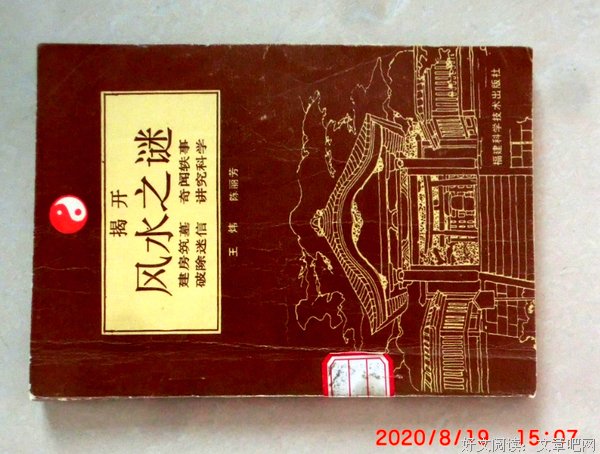 揭开
风水之谜
建房筑墓 奇闻轶事
破除迷信 讲究科学
王炜 陈丽芳
福建科学技术出版社
2020/8/19 15:07
好文阅读：文章吧网